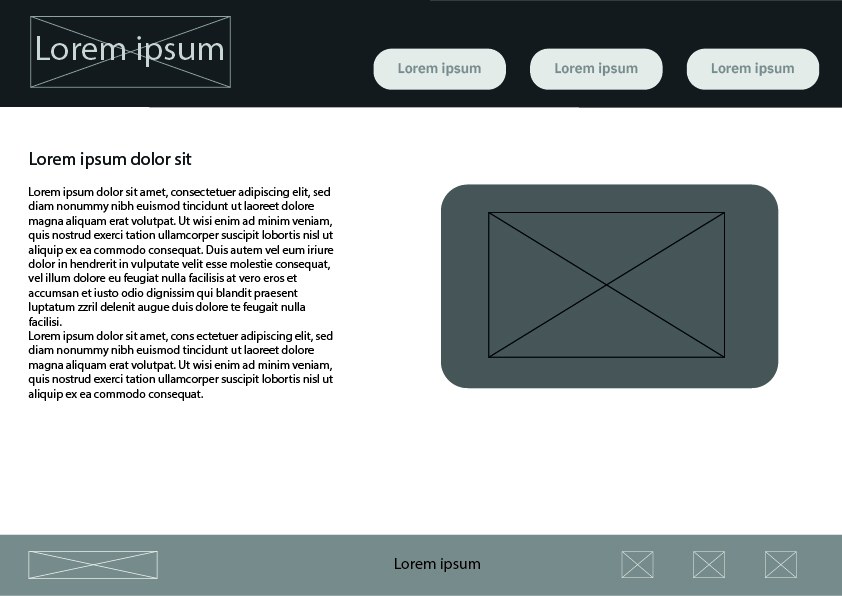 Lorem ipsum
Lorem ipsum
Lorem ipsum
Lorem ipsum
Lorem ipsum dolor sit
Lorem ipsum dolor sit amet, consectetuer adipiscing elit, sed
diam nonummy nibh euismod tincidunt ut laoreet dolore
magna aliquam erat volutpat. Ut wisi enim ad minim veniam,
quis nostrud exerci tation ullamcorper suscipit lobortis nisl ut
aliquip ex ea commodo consequat. Duis autem vel eum iriure
dolor in hendrerit in vulputate velit esse molestie consequat,
vel illum dolore eu feugiat nulla facilisis at vero eros et
accumsan et iusto odio dignissim qui blandit praesent
luptatum zzril delenit augue duis dolore te feugait nulla
facilisi.
Lorem ipsum dolor sit amet, cons ectetuer adipiscing elit, sed
diam nonummy nibh euismod tincidunt ut laoreet dolore
magna aliquam erat volutpat. Ut wisi enim ad minim veniam,
quis nostrud exerci tation ullamcorper suscipit lobortis nisl ut
aliquip ex ea commodo consequat.
Lorem ipsum